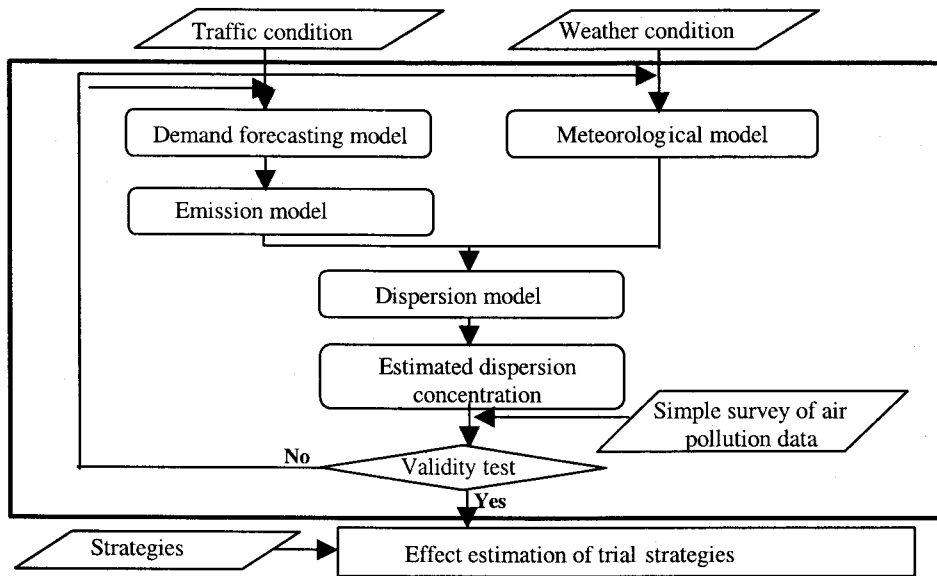 Traffic condition
Weather condition
Demand forecasting model
Meteorological model
Emission model
Dispersion model
Estimated dispersion
concentration
Simple survey of air
pollution data
No
Validity test
Yes
Strategies
Effect estimation of trial strategies